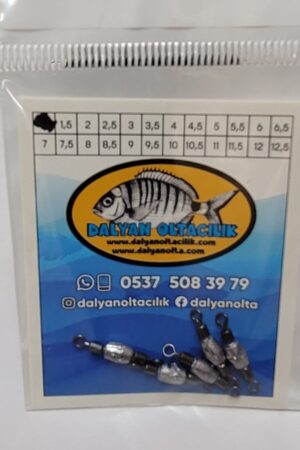 1,5 2 2,5 3 3,5 4 4,5 5 5,5 6 6,5
7 7,5 8 8,5 9 9,5 10 10,5 11 11,5 12 12,5
DALYAN OLTACILIK
www.dalyanoltacilik.com
www.dalyanolta.com
0537 508 39 79
dalyanoltacılık dalyanolta